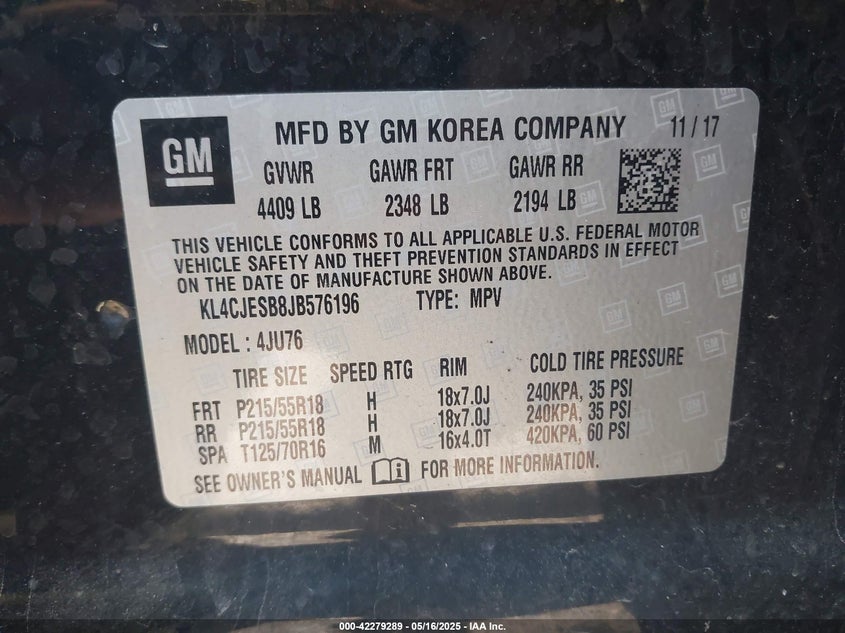 GM
MFD BY GM KOREA COMPANY 11 / 17
GVWR GAWR FRT GAWR RR
4409 LB 2348 LB 2194 LB
THIS VEHICLE CONFORMS TO ALL APPLICABLE U.S. FEDERAL MOTOR
VEHICLE SAFETY AND THEFT PREVENTION STANDARDS IN EFFECT
ON THE DATE OF MANUFACTURE SHOWN ABOVE.
KL4CJESB8JB576196 TYPE: MPV
MODEL : 4JU76
TIRE SIZE SPEED RTG RIM COLD TIRE PRESSURE
FRT P215/55R18 H 18x7.0J 240KPA, 35 PSI
RR P215/55R18 H 18x7.0J 240KPA, 35 PSI
SPA T125/70R16 M 16x4.0T 420KPA, 60 PSI
SEE OWNER'S MANUAL i FOR MORE INFORMATION.
000-42279289 - 05/16/2025 - IAA Inc.